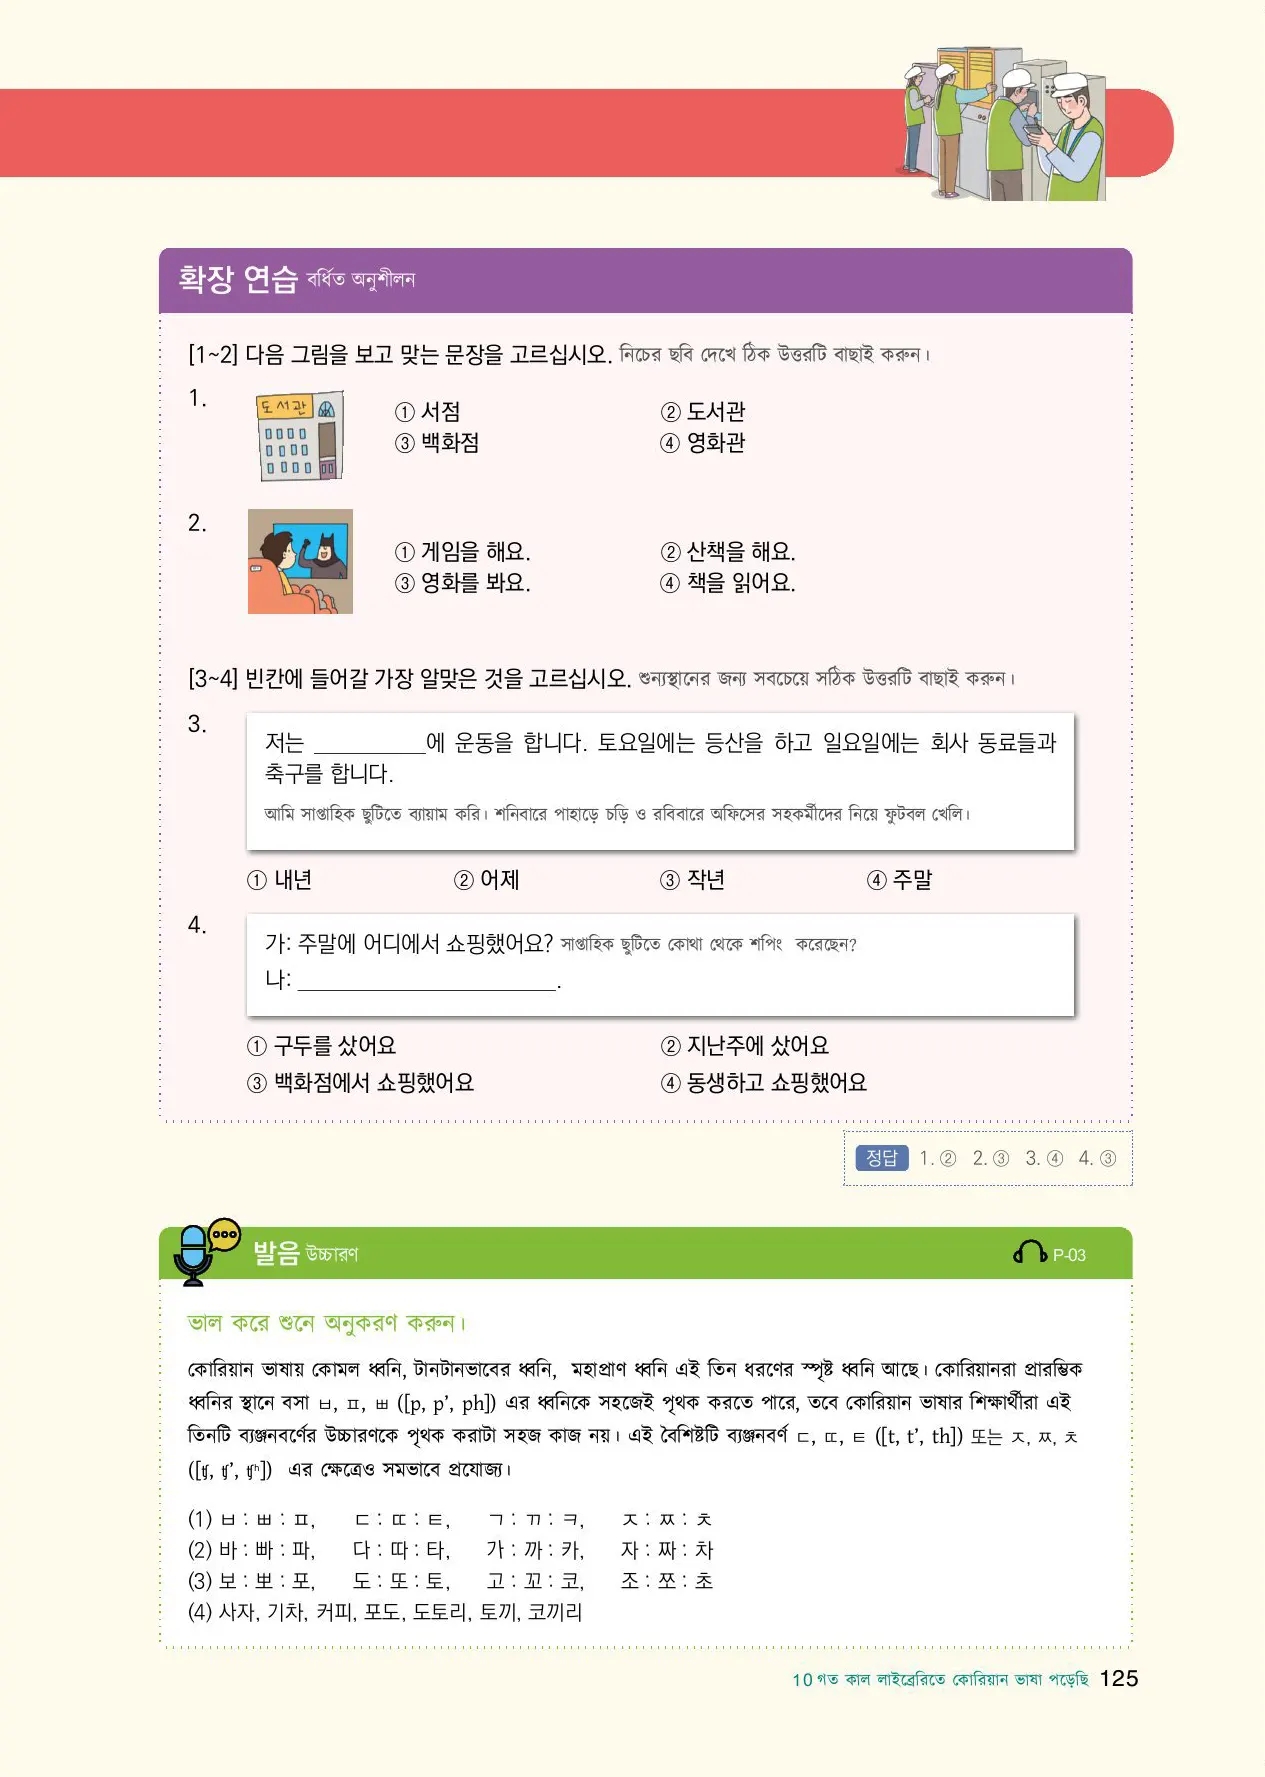 확장 연습 বর্ধিত অনুশীলন
[1~2] 다음 그림을 보고 맞는 문장을 고르십시오. নিচের ছবি দেখে ঠিক উত্তরটি বাছাই করুন।
1.
도서관
① 서점 ② 도서관
③ 백화점 ④ 영화관
2.
① 게임을 해요. ② 산책을 해요.
③ 영화를 봐요. ④ 책을 읽어요.
[3~4] 빈칸에 들어갈 가장 알맞은 것을 고르십시오. শুন্যস্থানের জন্য সবচেয়ে সঠিক উত্তরটি বাছাই করুন।
3.
저는 __________에 운동을 합니다. 토요일에는 등산을 하고 일요일에는 회사 동료들과
축구를 합니다.
আমি সাপ্তাহিক ছুটিতে ব্যায়াম করি। শনিবারে পাহাড়ে চড়ি ও রবিবারে অফিসের সহকর্মীদের নিয়ে ফুটবল খেলি।
① 내년 ② 어제 ③ 작년 ④ 주말
4.
가: 주말에 어디에서 쇼핑했어요? সাপ্তাহিক ছুটিতে কোথা থেকে শপিং করেছেন?
나: _______________________.
① 구두를 샀어요 ② 지난주에 샀어요
③ 백화점에서 쇼핑했어요 ④ 동생하고 쇼핑했어요
정답 1. ② 2. ③ 3. ④ 4. ③
발음 উচ্চারণ P-03
ভাল করে শুনে অনুকরণ করুন।
কোরিয়ান ভাষায় কোমল ধ্বনি, টানটানভাবের ধ্বনি, মহাপ্রাণ ধ্বনি এই তিন ধরণের স্পৃষ্ট ধ্বনি আছে। কোরিয়ানরা প্রারম্ভিক
ধ্বনির স্থানে বসা ㅂ, ㅍ, ㅃ ([p, p’, ph]) এর ধ্বনিকে সহজেই পৃথক করতে পারে, তবে কোরিয়ান ভাষার শিক্ষার্থীরা এই
তিনটি ব্যঞ্জনবর্ণের উচ্চারণকে পৃথক করাটা সহজ কাজ নয়। এই বৈশিষ্টটি ব্যঞ্জনবর্ণ ㄷ, ㄸ, ㅌ ([t, t’, th]) 또는 ㅈ, ㅉ, ㅊ
([ʧ, ʧ’, ʧʰ]) এর ক্ষেত্রেও সমভাবে প্রযোজ্য।
(1) ㅂ : ㅃ : ㅍ, ㄷ : ㄸ : ㅌ, ㄱ : ㄲ : ㅋ, ㅈ : ㅉ : ㅊ
(2) 바 : 빠 : 파, 다 : 따 : 타, 가 : 까 : 카, 자 : 짜 : 차
(3) 보 : 뽀 : 포, 도 : 또 : 토, 고 : 꼬 : 코, 조 : 쪼 : 초
(4) 사자, 기차, 커피, 포도, 도토리, 토끼, 코끼리
10 গত কাল লাইব্রেরিতে কোরিয়ান ভাষা পড়েছি 125